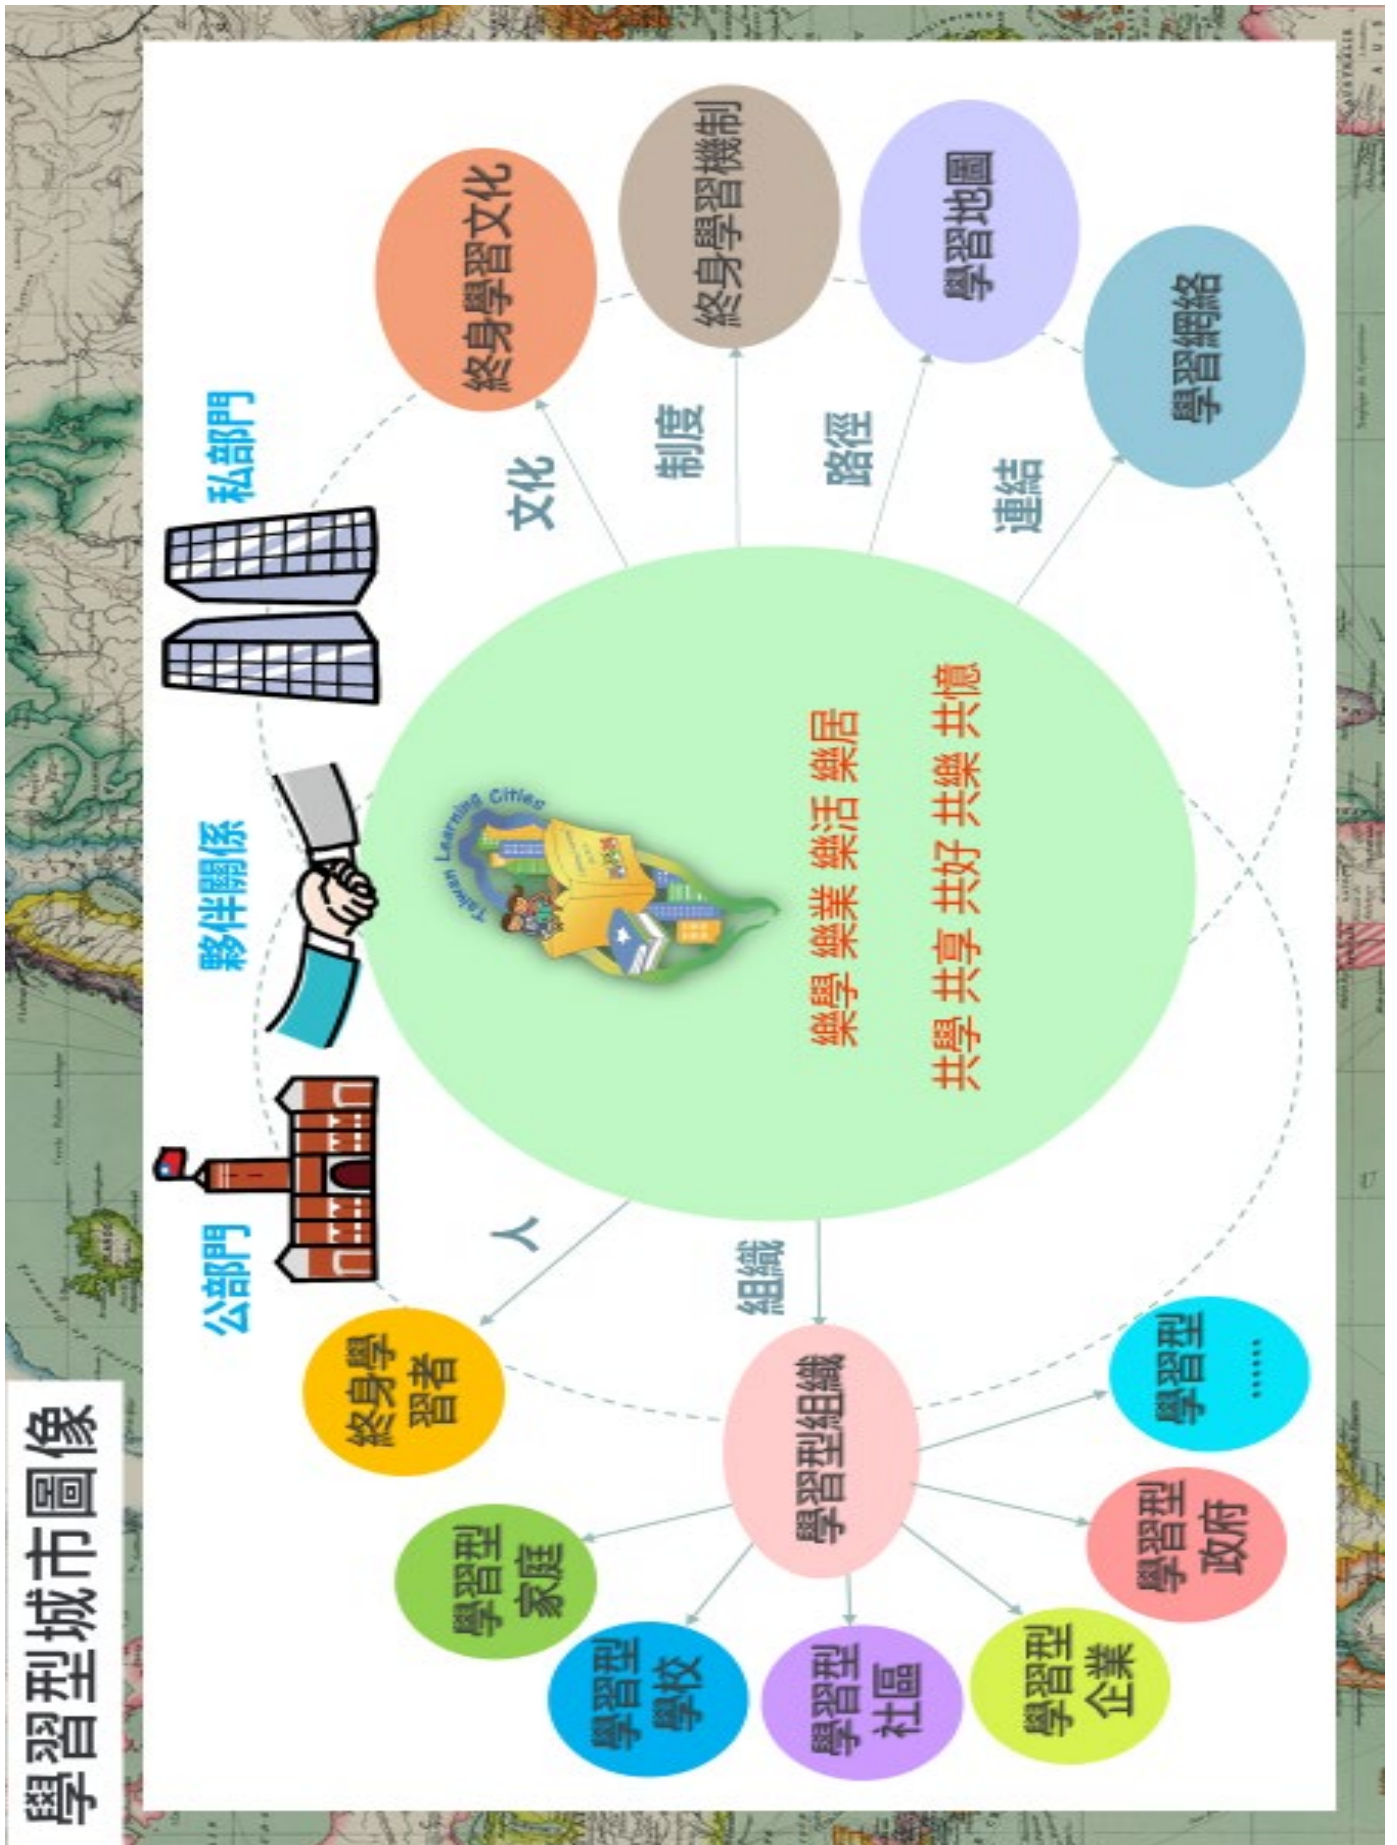 學習型城市圖像
公部門
夥伴關係
私部門
Taiwan Learning Cities
樂學 樂業 樂活 樂居
共學 共享 共好 共樂 共憶
人
終身學
習者
組織
學習型組織
學習型
家庭
學習型
學校
學習型
社區
學習型
企業
學習型
政府
學習型
......
文化
終身學習文化
制度
終身學習機制
路徑
學習地圖
連結
學習網絡